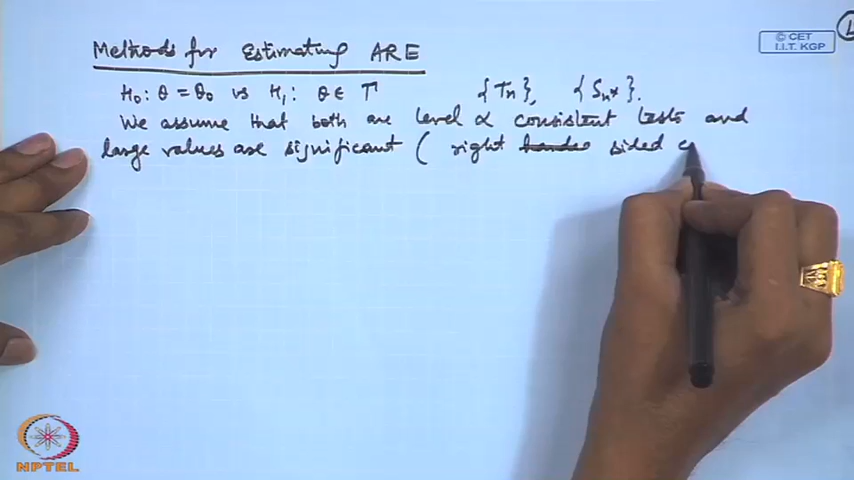 Methods for Estimating ARE
© CET
I.I.T. KGP
H₀: θ = θ₀ vs H₁: θ ∈ T {Tₙ}, {Sₙ*}.
We assume that both are level α consistent tests and
large values are significant ( right sided c
NPTEL